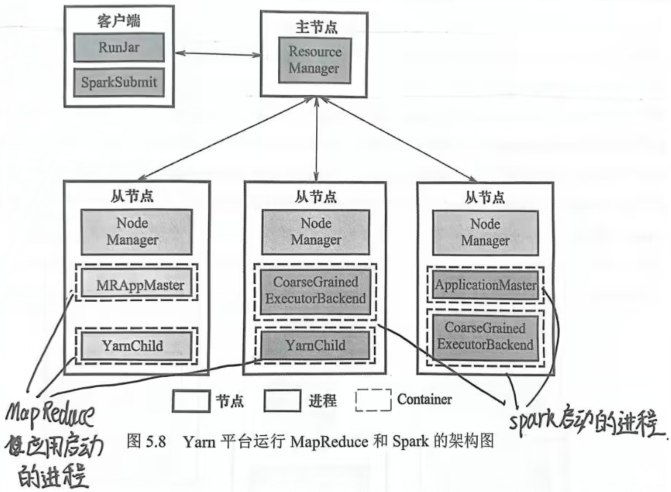 客户端
RunJar
SparkSubmit
主节点
Resource
Manager
从节点
Node
Manager
MRAppMaster
YarnChild
从节点
Node
Manager
CoarseGrained
ExecutorBackend
YarnChild
从节点
Node
Manager
ApplicationMaster
CoarseGrained
ExecutorBackend
节点
进程
Container
MapReduce
应用启动
的进程
spark启动的进程
图 5.8 Yarn 平台运行 MapReduce 和 Spark 的架构图